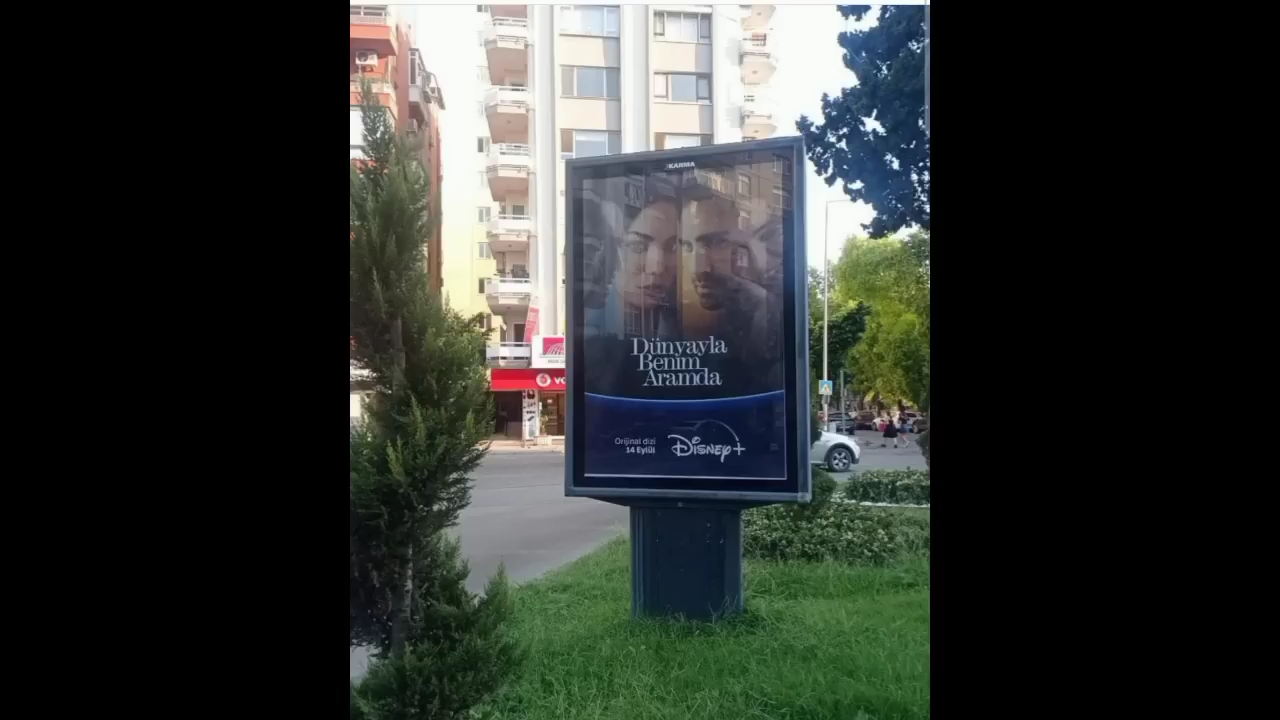 KARMA
Dünyayla
Benim
Aramda
Orijinal dizi
14 Eylül
Disney+